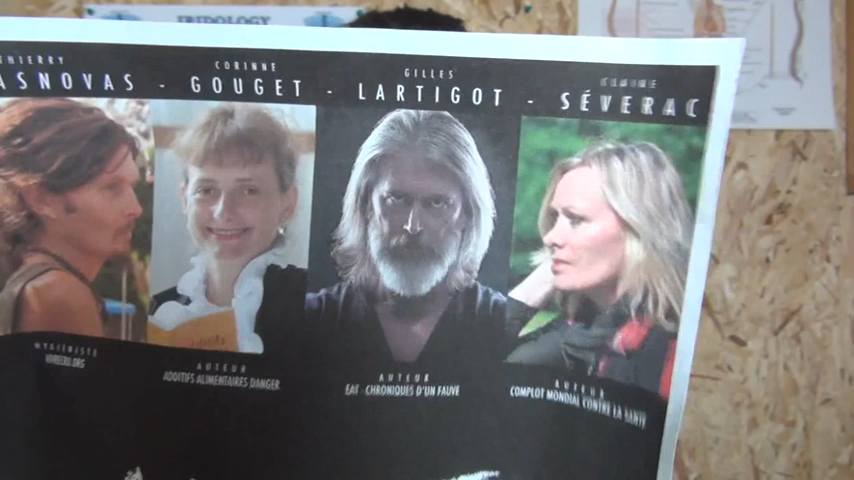 IRIDOLOGY
THIERRY
ASNOVAS - GOUGET - LARTIGOT - SÉVERAC
CORINNE
GILLES
HYGIÉNISTE
AUTEUR
ADDITIFS ALIMENTAIRES DANGER
AUTEUR
EAT - CHRONIQUES D'UN FAUVE
AUTEUR
COMPLOT MONDIAL CONTRE LA SANTÉ